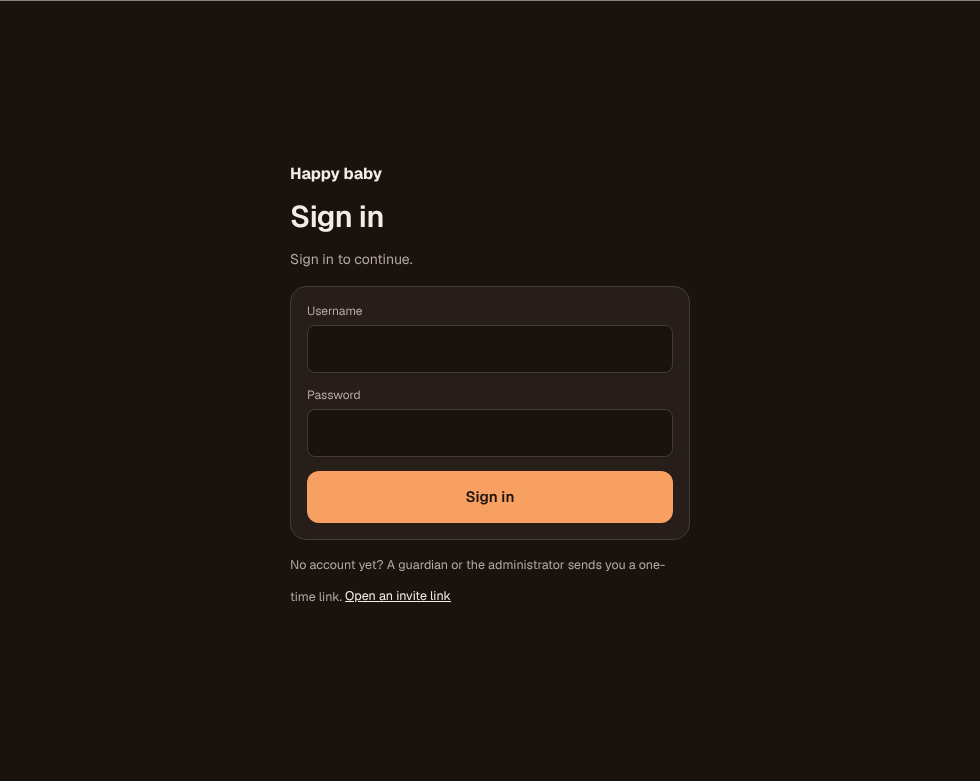 Happy baby
Sign in
Sign in to continue.
Username
Password
Sign in
No account yet? A guardian or the administrator sends you a one-
time link. Open an invite link